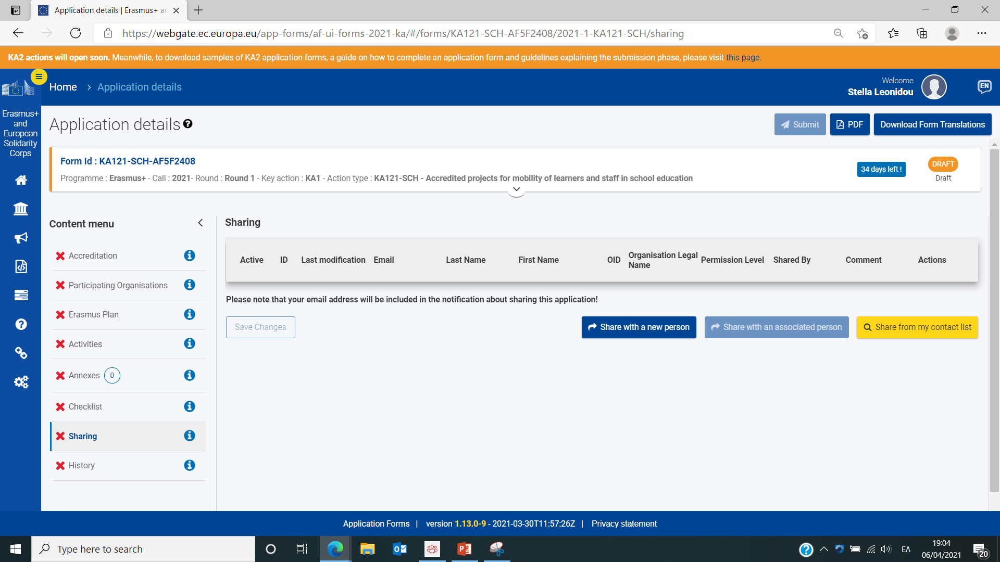 Application details | Erasmus+ an
https://webgate.ec.europa.eu/app-forms/af-ui-forms-2021-ka/#/forms/KA121-SCH-AF5F2408/2021-1-KA121-SCH/sharing
KA2 actions will open soon. Meanwhile, to download samples of KA2 application forms, a guide on how to complete an application form and guidelines explaining the submission phase, please visit this page.
Home > Application details
Welcome
Stella Leonidou
EN
Erasmus+
and
European
Solidarity
Corps
Application details
Submit
PDF
Download Form Translations
Form Id : KA121-SCH-AF5F2408
Programme : Erasmus+ - Call : 2021- Round : Round 1 - Key action : KA1 - Action type : KA121-SCH - Accredited projects for mobility of learners and staff in school education
34 days left !
DRAFT
Draft
Content menu
Accreditation
Participating Organisations
Erasmus Plan
Activities
Annexes 0
Checklist
Sharing
History
Sharing
Active ID Last modification Email Last Name First Name OID Organisation Legal Name Permission Level Shared By Comment Actions
Please note that your email address will be included in the notification about sharing this application!
Save Changes
Share with a new person
Share with an associated person
Share from my contact list
Application Forms | version 1.13.0-9 - 2021-03-30T11:57:26Z | Privacy statement
Type here to search
ΕΛ
19:04
06/04/2021
20